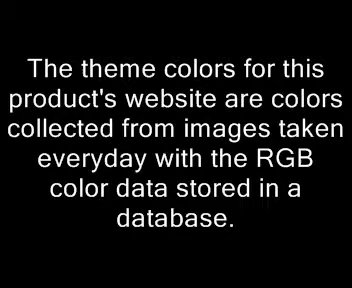 The theme colors for this
product's website are colors
collected from images taken
everyday with the RGB
color data stored in a
database.